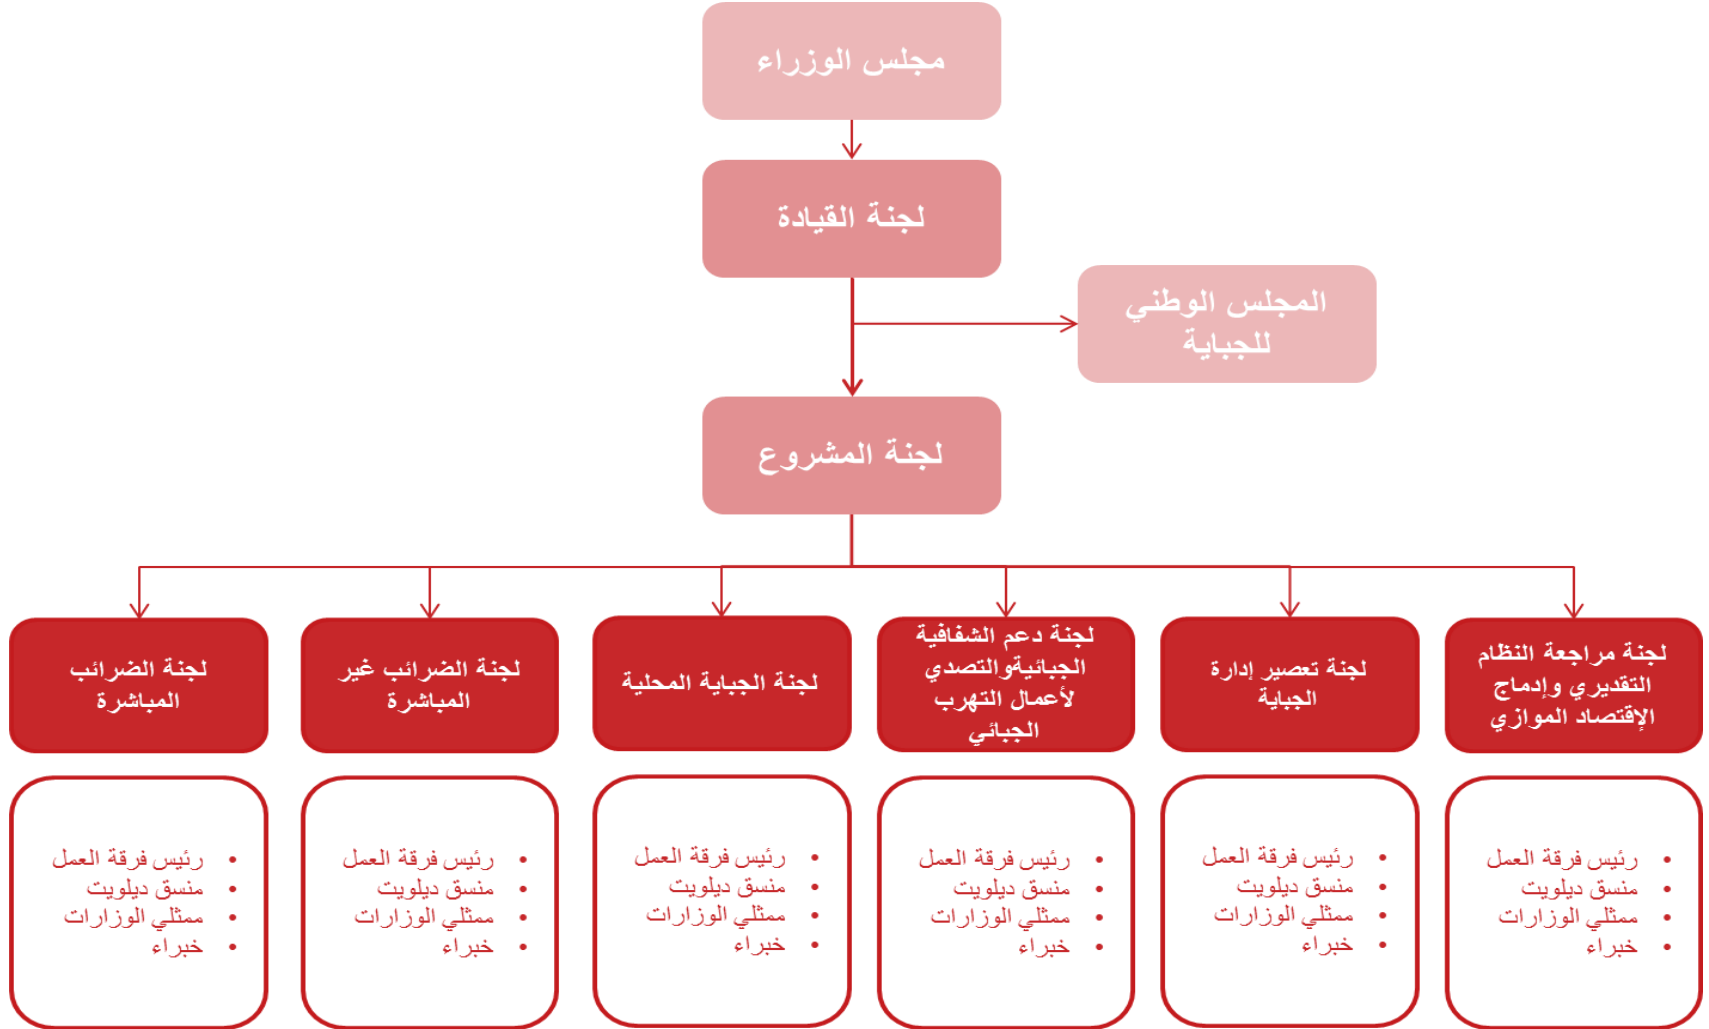 مجلس الوزراء
لجنة القيادة
المجلس الوطني
للجباية
لجنة المشروع
لجنة مراجعة النظام
التقديري وإدماج
الإقتصاد الموازي
لجنة تعصير إدارة
الجباية
لجنة دعم الشفافية
الجبائيةوالتصدي
لأعمال التهرب
الجبائي
لجنة الجباية المحلية
لجنة الضرائب غير
المباشرة
لجنة الضرائب
المباشرة
• رئيس فرقة العمل
• منسق ديلويت
• ممثلي الوزارات
• خبراء
• رئيس فرقة العمل
• منسق ديلويت
• ممثلي الوزارات
• خبراء
• رئيس فرقة العمل
• منسق ديلويت
• ممثلي الوزارات
• خبراء
• رئيس فرقة العمل
• منسق ديلويت
• ممثلي الوزارات
• خبراء
• رئيس فرقة العمل
• منسق ديلويت
• ممثلي الوزارات
• خبراء
• رئيس فرقة العمل
• منسق ديلويت
• ممثلي الوزارات
• خبراء